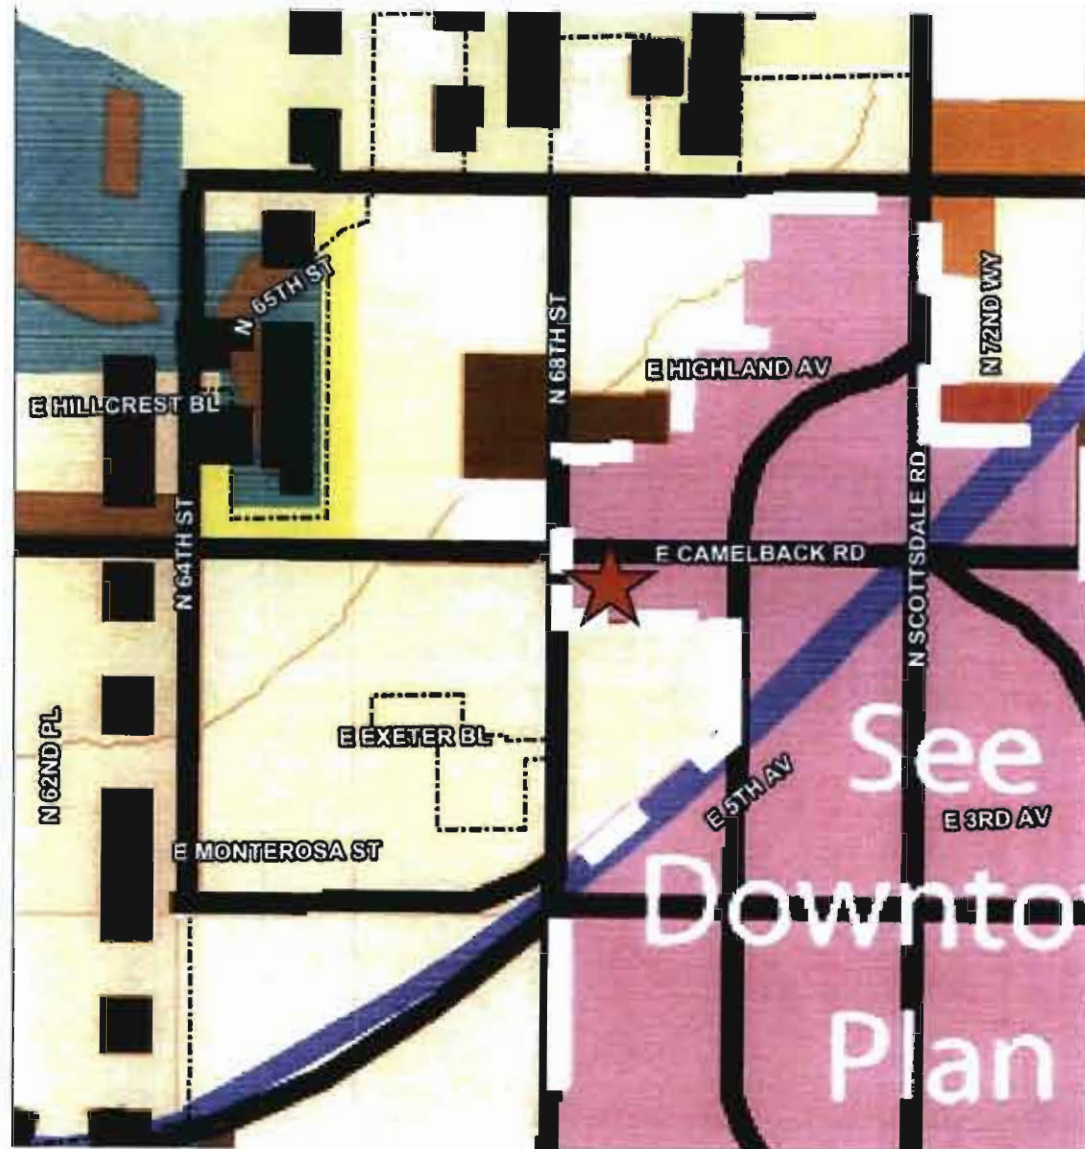 N 65TH ST
N 72ND WY
N 68TH ST
E HIGHLAND AV
E HILLCREST BL
N SCOTTSDALE RD
N 64TH ST
E CAMELBACK RD
N 62ND PL
E EXETER BL
See
E 5TH AV
E 3RD AV
E MONTEROSA ST
Downto
Plan